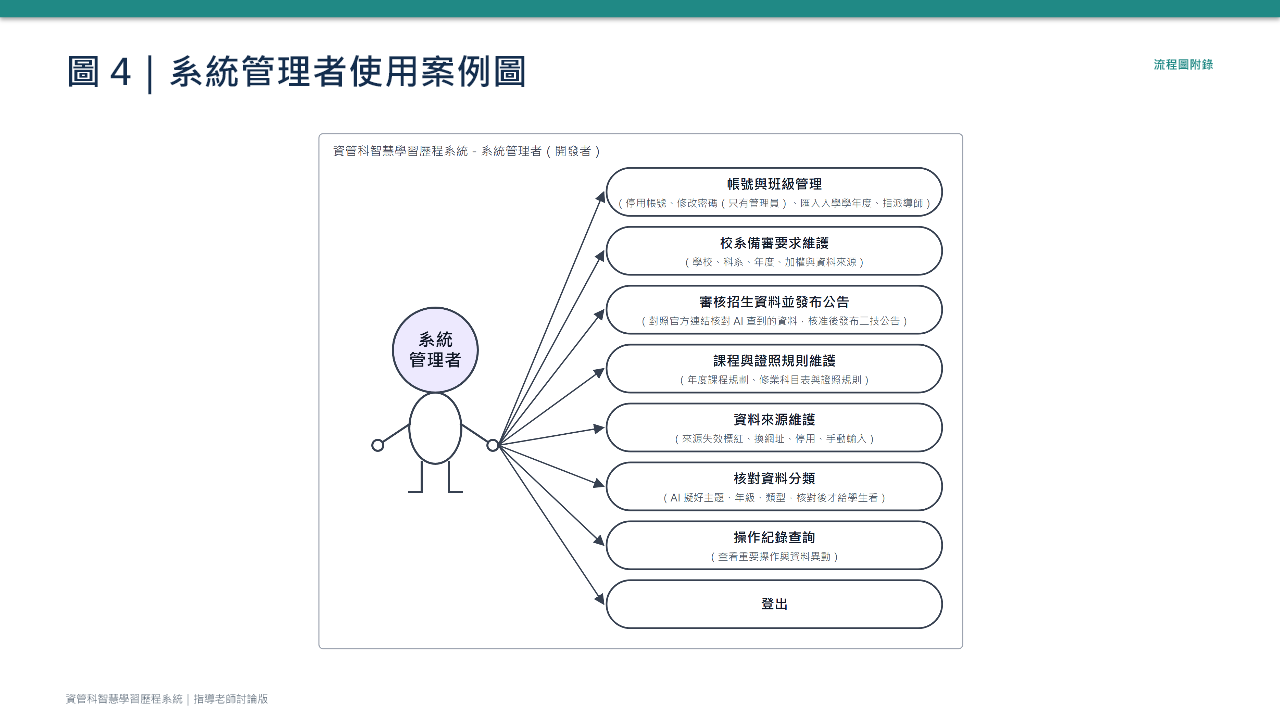 圖 4｜系統管理者使用案例圖
流程圖附錄
資管科智慧學習歷程系統 - 系統管理者（開發者）
帳號與班級管理
（停用帳號、修改密碼（只有管理員）、匯入入學學年度、指派導師）
校系備審要求維護
（學校、科系、年度、加權與資料來源）
審核招生資料並發布公告
（對照官方連結核對 AI 查到的資料，核准後發布二技公告）
課程與證照規則維護
（年度課程規劃、修業科目表與證照規則）
資料來源維護
（來源失效標紅、換網址、停用、手動輸入）
核對資料分類
（AI 擬好主題、年級、類型，核對後才給學生看）
操作紀錄查詢
（查看重要操作與資料異動）
登出
系統
管理者
資管科智慧學習歷程系統｜指導老師討論版